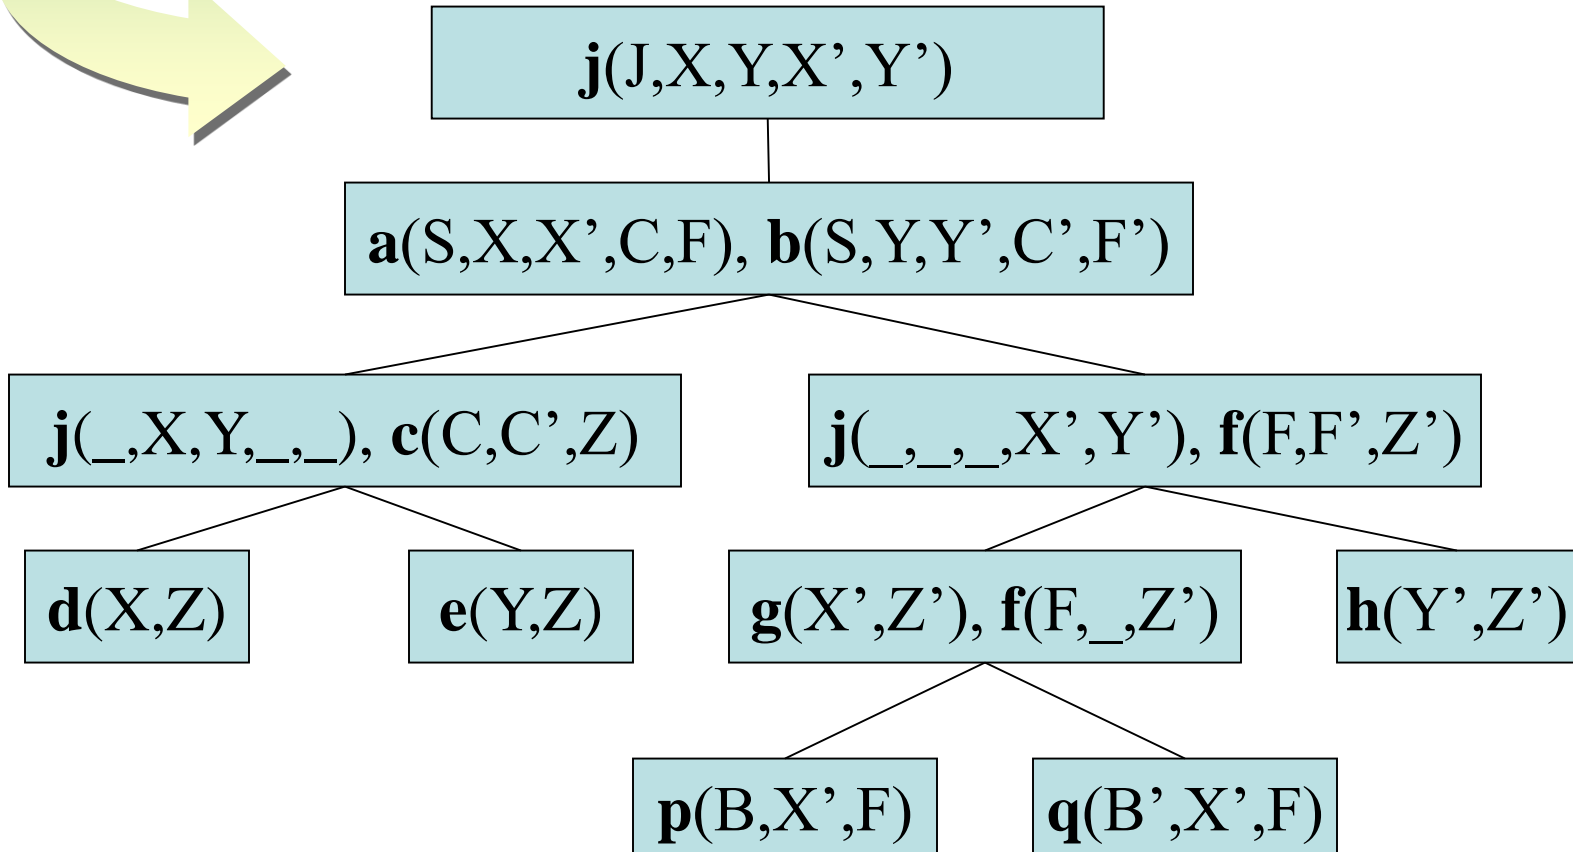 j(J,X,Y,X’,Y’)
a(S,X,X’,C,F), b(S,Y,Y’,C’,F’)
j(_,X,Y,_,_), c(C,C’,Z)
j(_,_,_,X’,Y’), f(F,F’,Z’)
d(X,Z)
e(Y,Z)
g(X’,Z’), f(F,_,Z’)
h(Y’,Z’)
p(B,X’,F)
q(B’,X’,F)